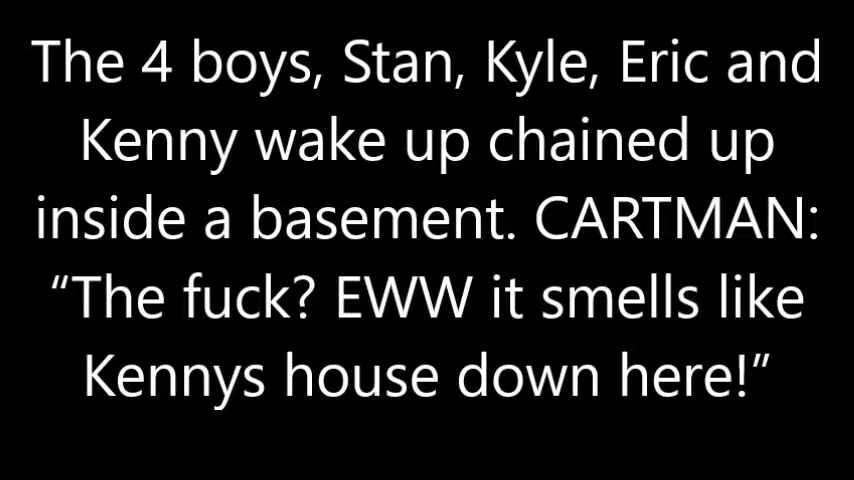 The 4 boys, Stan, Kyle, Eric and
Kenny wake up chained up
inside a basement. CARTMAN:
“The fuck? EWW it smells like
Kennys house down here!”